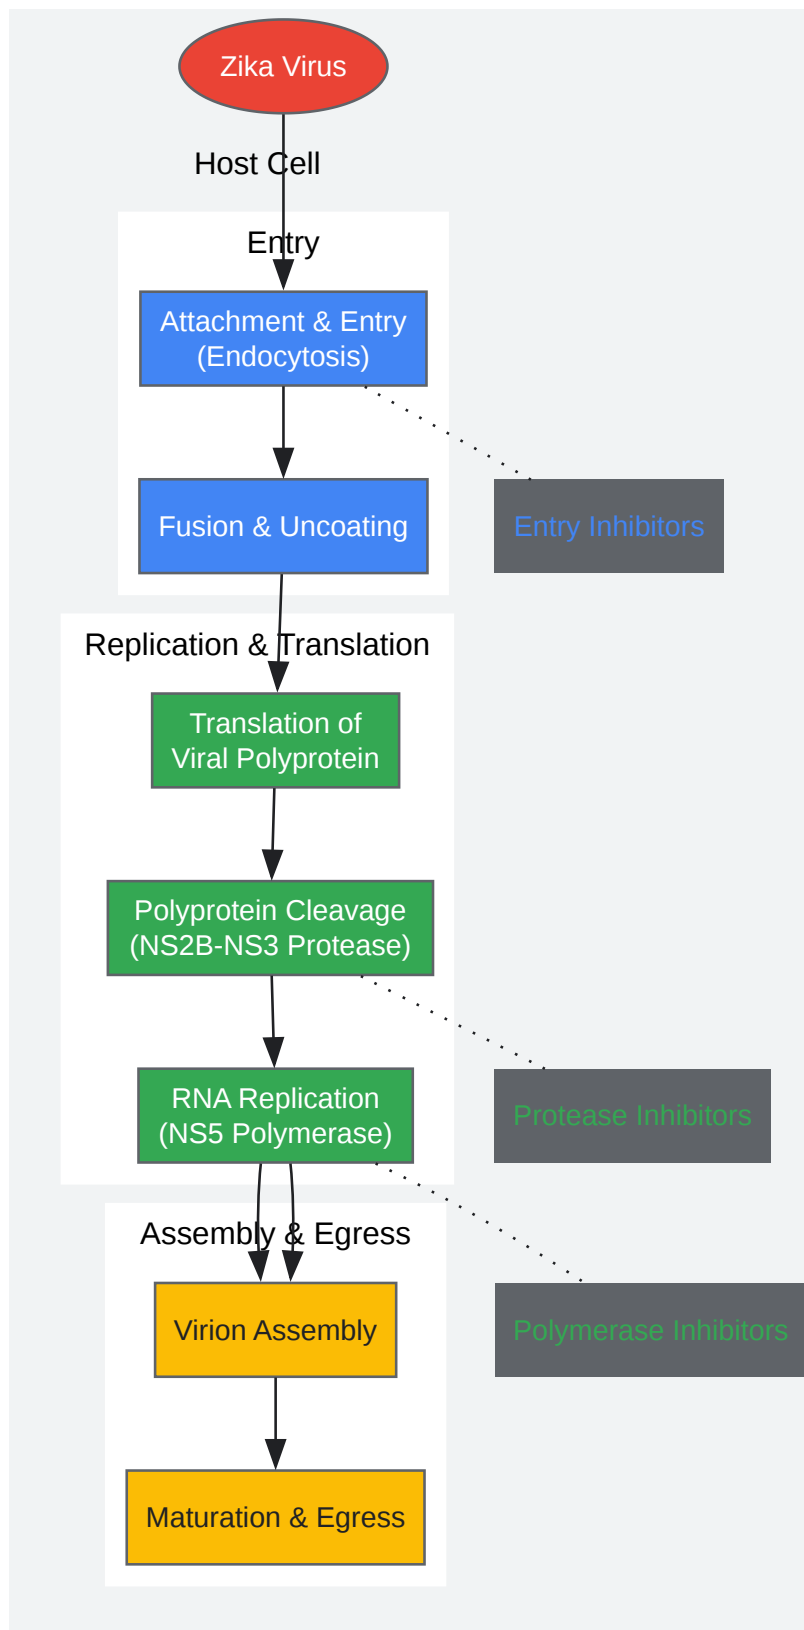 Zika Virus
Host Cell
Entry
Attachment & Entry
(Endocytosis)
Fusion & Uncoating
Entry Inhibitors
Replication & Translation
Translation of
Viral Polyprotein
Polyprotein Cleavage
(NS2B-NS3 Protease)
RNA Replication
(NS5 Polymerase)
Protease Inhibitors
Assembly & Egress
Virion Assembly
Polymerase Inhibitors
Maturation & Egress